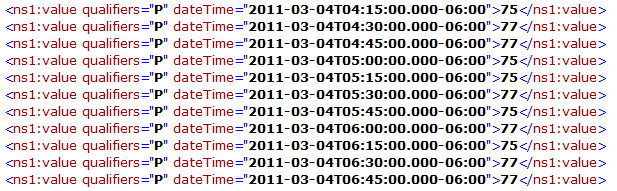 <ns1:value qualifiers="P" dateTime="2011-03-04T04:15:00.000-06:00">75</ns1:value>
<ns1:value qualifiers="P" dateTime="2011-03-04T04:30:00.000-06:00">77</ns1:value>
<ns1:value qualifiers="P" dateTime="2011-03-04T04:45:00.000-06:00">77</ns1:value>
<ns1:value qualifiers="P" dateTime="2011-03-04T05:00:00.000-06:00">75</ns1:value>
<ns1:value qualifiers="P" dateTime="2011-03-04T05:15:00.000-06:00">75</ns1:value>
<ns1:value qualifiers="P" dateTime="2011-03-04T05:30:00.000-06:00">77</ns1:value>
<ns1:value qualifiers="P" dateTime="2011-03-04T05:45:00.000-06:00">75</ns1:value>
<ns1:value qualifiers="P" dateTime="2011-03-04T06:00:00.000-06:00">77</ns1:value>
<ns1:value qualifiers="P" dateTime="2011-03-04T06:15:00.000-06:00">77</ns1:value>
<ns1:value qualifiers="P" dateTime="2011-03-04T06:30:00.000-06:00">77</ns1:value>
<ns1:value qualifiers="P" dateTime="2011-03-04T06:45:00.000-06:00">77</ns1:value>